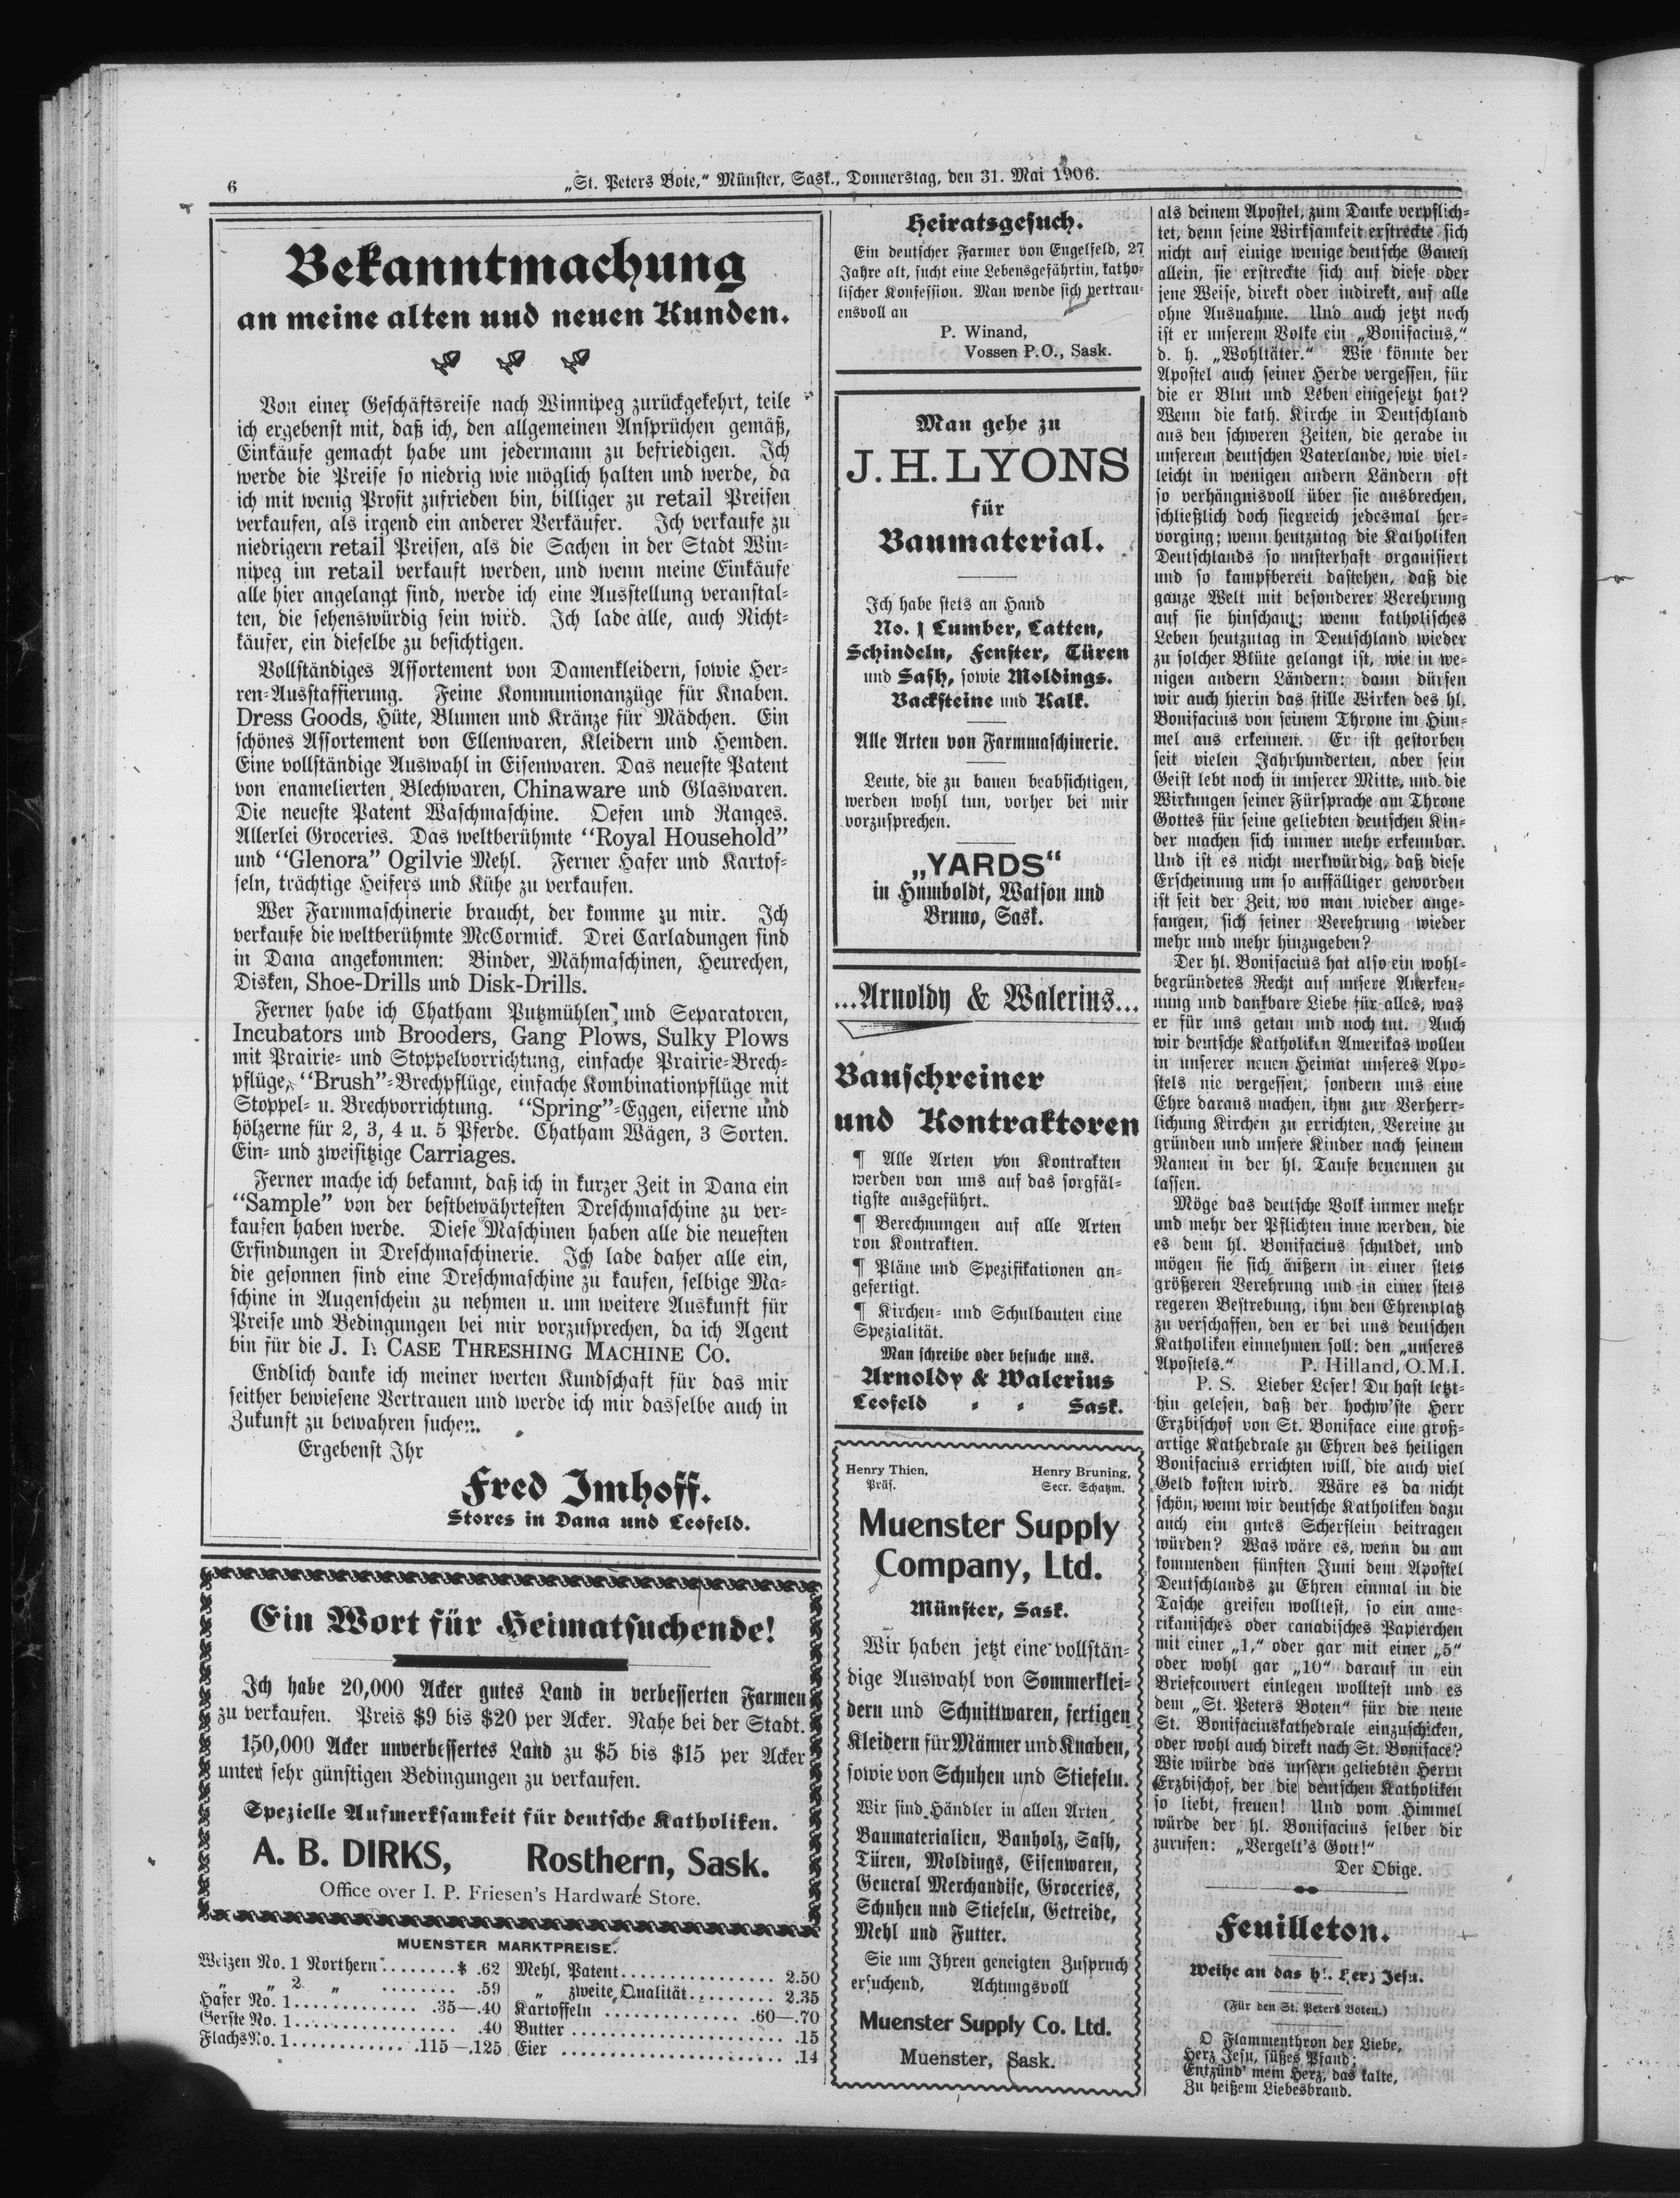 6
„St. Peters Bote,“ Münster, Sask., Donnerstag, den 31. Mai 1906.
Bekanntmachung
an meine alten und neuen Kunden.
Von einer Geschäftsreise nach Winnipeg zurückgekehrt, teile
ich ergebenst mit, daß ich, den allgemeinen Ansprüchen gemäß,
Einkäufe gemacht habe um jedermann zu befriedigen. Ich
werde die Preise so niedrig wie möglich halten und werde, da
ich mit wenig Profit zufrieden bin, billiger zu retail Preisen
verkaufen, als irgend ein anderer Verkäufer. Ich verkaufe zu
niedrigern retail Preisen, als die Sachen in der Stadt Win-
nipeg im retail verkauft werden, und wenn meine Einkäufe
alle hier angelangt sind, werde ich eine Ausstellung veranstal-
ten, die sehenswürdig sein wird. Ich lade alle, auch Nicht-
käufer, ein dieselbe zu besichtigen.
Vollständiges Assortement von Damenkleidern, sowie Her-
ren-Ausstaffierung. Feine Kommunionanzüge für Knaben.
Dress Goods, Hüte, Blumen und Kränze für Mädchen. Ein
schönes Assortement von Ellenwaren, Kleidern und Hemden.
Eine vollständige Auswahl in Eisenwaren. Das neueste Patent
von enamelierten Blechwaren, Chinaware und Glaswaren.
Die neueste Patent Waschmaschine. Oefen und Ranges.
Allerlei Groceries. Das weltberühmte “Royal Household”
und “Glenora” Ogilvie Mehl. Ferner Hafer und Kartof-
feln, trächtige Heifers und Kühe zu verkaufen.
Wer Farmmaschinerie braucht, der komme zu mir. Ich
verkaufe die weltberühmte McCormick. Drei Carladungen sind
in Dana angekommen: Binder, Mähmaschinen, Heurechen,
Disken, Shoe-Drills und Disk-Drills.
Ferner habe ich Chatham Putzmühlen und Separatoren,
Incubators und Brooders, Gang Plows, Sulky Plows
mit Prairie- und Stoppelvorrichtung, einfache Prairie-Brech-
pflüge, “Brush”-Brechpflüge, einfache Kombinationpflüge mit
Stoppel- u. Brechvorrichtung. “Spring”-Eggen, eiserne und
hölzerne für 2, 3, 4 u. 5 Pferde. Chatham Wägen, 3 Sorten.
Ein- und zweisitzige Carriages.
Ferner mache ich bekannt, daß ich in kurzer Zeit in Dana ein
“Sample” von der bestbewährtesten Dreschmaschine zu ver-
kaufen haben werde. Diese Maschinen haben alle die neuesten
Erfindungen in Dreschmaschinerie. Ich lade daher alle ein,
die gesonnen sind eine Dreschmaschine zu kaufen, selbige Ma-
schine in Augenschein zu nehmen u. um weitere Auskunft für
Preise und Bedingungen bei mir vorzusprechen, da ich Agent
bin für die J. I. CASE THRESHING MACHINE CO.
Endlich danke ich meiner werten Kundschaft für das mir
seither bewiesene Vertrauen und werde ich mir dasselbe auch in
Zukunft zu bewahren suchen.
Ergebenst Ihr
Fred Imhoff.
Stores in Dana und Leofeld.
Ein Wort für Heimatsuchende!
Ich habe 20,000 Acker gutes Land in verbesserten Farmen
zu verkaufen. Preis $9 bis $20 per Acker. Nahe bei der Stadt.
150,000 Acker unverbessertes Land zu $5 bis $15 per Acker
unter sehr günstigen Bedingungen zu verkaufen.
Spezielle Aufmerksamkeit für deutsche Katholiken.
A. B. DIRKS, Rosthern, Sask.
Office over I. P. Friesen's Hardware Store.
MUENSTER MARKTPREISE.
Weizen No. 1 Northern........$ .62
„ „ 2 „ ........ .59
Hafer No. 1............. .35—.40
Gerste No. 1................. .40
Flachs No. 1............ .115—.125
Mehl, Patent................ 2.50
„ zweite Qualität......... 2.35
Kartoffeln .............. .60—.70
Butter ...................... .15
Eier ....................... .14
Heiratsgesuch.
Ein deutscher Farmer von Engelfeld, 27
Jahre alt, sucht eine Lebensgefährtin, katho-
lischer Konfession. Man wende sich vertrau-
ensvoll an
P. Winand,
Vossen P.O., Sask.
Man gehe zu
J. H. LYONS
für
Baumaterial.
Ich habe stets an Hand
No. 1 Lumber, Latten,
Schindeln, Fenster, Türen
und Sash, sowie Moldings.
Backsteine und Kalk.
Alle Arten von Farmmaschinerie.
Leute, die zu bauen beabsichtigen,
werden wohl tun, vorher bei mir
vorzusprechen.
„YARDS“
in Humboldt, Watson und
Bruno, Sask.
...Arnoldy & Walerius...
Bauschreiner
und Kontraktoren
¶ Alle Arten von Kontrakten
werden von uns auf das sorgfäl-
tigste ausgeführt.
¶ Berechnungen auf alle Arten
von Kontrakten.
¶ Pläne und Spezifikationen an-
gefertigt.
¶ Kirchen- und Schulbauten eine
Spezialität.
Man schreibe oder besuche uns.
Arnoldy & Walerius
Leofeld - - Sask.
Henry Thien, Henry Bruning,
Präs. Secr. Schatzm.
Muenster Supply
Company, Ltd.
Münster, Sask.
Wir haben jetzt eine vollstän-
dige Auswahl von Sommerklei-
dern und Schnittwaren, fertigen
Kleidern für Männer und Knaben,
sowie von Schuhen und Stiefeln.
Wir sind Händler in allen Arten
Baumaterialien, Bauholz, Sash,
Türen, Moldings, Eisenwaren,
General Merchandise, Groceries,
Schuhen und Stiefeln, Getreide,
Mehl und Futter.
Sie um Ihren geneigten Zuspruch
ersuchend, Achtungsvoll
Muenster Supply Co. Ltd.
Muenster, Sask.
als deinem Apostel, zum Danke verpflich-
tet, denn seine Wirksamkeit erstreckte sich
nicht auf einige wenige deutsche Gauen
allein, sie erstreckte sich auf diese oder
jene Weise, direkt oder indirekt, auf alle
ohne Ausnahme. Und auch jetzt noch
ist er unserem Volke ein „Bonifacius,“
d. h. „Wohltäter.“ Wie könnte der
Apostel auch seiner Herde vergessen, für
die er Blut und Leben eingesetzt hat?
Wenn die kath. Kirche in Deutschland
aus den schweren Zeiten, die gerade in
unserem deutschen Vaterlande, wie viel-
leicht in wenigen andern Ländern oft
so verhängnisvoll über sie ausbrechen,
schließlich doch siegreich jedesmal her-
vorging; wenn heutzutag die Katholiken
Deutschlands so musterhaft organisiert
und so kampfbereit dastehen, daß die
ganze Welt mit besonderer Verehrung
auf sie hinschaut; wenn katholisches
Leben heutzutag in Deutschland wieder
zu solcher Blüte gelangt ist, wie in we-
nigen andern Ländern: dann dürfen
wir auch hierin das stille Wirken des hl.
Bonifacius von seinem Throne im Him-
mel aus erkennen. Er ist gestorben
seit vielen Jahrhunderten, aber sein
Geist lebt noch in unserer Mitte, und die
Wirkungen seiner Fürsprache am Throne
Gottes für seine geliebten deutschen Kin-
der machen sich immer mehr erkennbar.
Und ist es nicht merkwürdig, daß diese
Erscheinung um so auffälliger geworden
ist seit der Zeit, wo man wieder ange-
fangen, sich seiner Verehrung wieder
mehr und mehr hinzugeben?
Der hl. Bonifacius hat also ein wohl-
begründetes Recht auf unsere Anerken-
nung und dankbare Liebe für alles, was
er für uns getan und noch tut. Auch
wir deutsche Katholiken Amerikas wollen
in unserer neuen Heimat unseres Apo-
stels nie vergessen, sondern uns eine
Ehre daraus machen, ihm zur Verherr-
lichung Kirchen zu errichten, Vereine zu
gründen und unsere Kinder nach seinem
Namen in der hl. Taufe benennen zu
lassen.
Möge das deutsche Volk immer mehr
und mehr der Pflichten inne werden, die
es dem hl. Bonifacius schuldet, und
mögen sie sich äußern in einer stets
größeren Verehrung und in einer stets
regeren Bestrebung, ihm den Ehrenplatz
zu verschaffen, den er bei uns deutschen
Katholiken einnehmen soll: den „unseres
Apostels.“ P. Hilland, O.M.I.
P. S. Lieber Leser! Du hast letzt-
hin gelesen, daß der hochw'ste Herr
Erzbischof von St. Boniface eine groß-
artige Kathedrale zu Ehren des heiligen
Bonifacius errichten will, die auch viel
Geld kosten wird. Wäre es da nicht
schön, wenn wir deutsche Katholiken dazu
auch ein gutes Scherflein beitragen
würden? Was wäre es, wenn du am
kommenden fünften Juni dem Apostel
Deutschlands zu Ehren einmal in die
Tasche greifen wolltest, so ein ame-
rikanisches oder canadisches Papierchen
mit einer „1,“ oder gar mit einer „5“
oder wohl gar „10“ darauf in ein
Briefcouvert einlegen wolltest und es
dem „St. Peters Boten“ für die neue
St. Bonifaciuskathedrale einzuschicken,
oder wohl auch direkt nach St. Boniface?
Wie würde das unsern geliebten Herrn
Erzbischof, der die deutschen Katholiken
so liebt, freuen! Und vom Himmel
würde der hl. Bonifacius selber dir
zurufen: „Vergelt's Gott!“
Der Obige.
Feuilleton.
Weihe an das hl. Herz Jesu.
(Für den St. Peters Boten.)
O Flammenthron der Liebe,
Herz Jesu, süßes Pfand;
Entzünd' mein Herz, das kalte,
Zu heißem Liebesbrand.